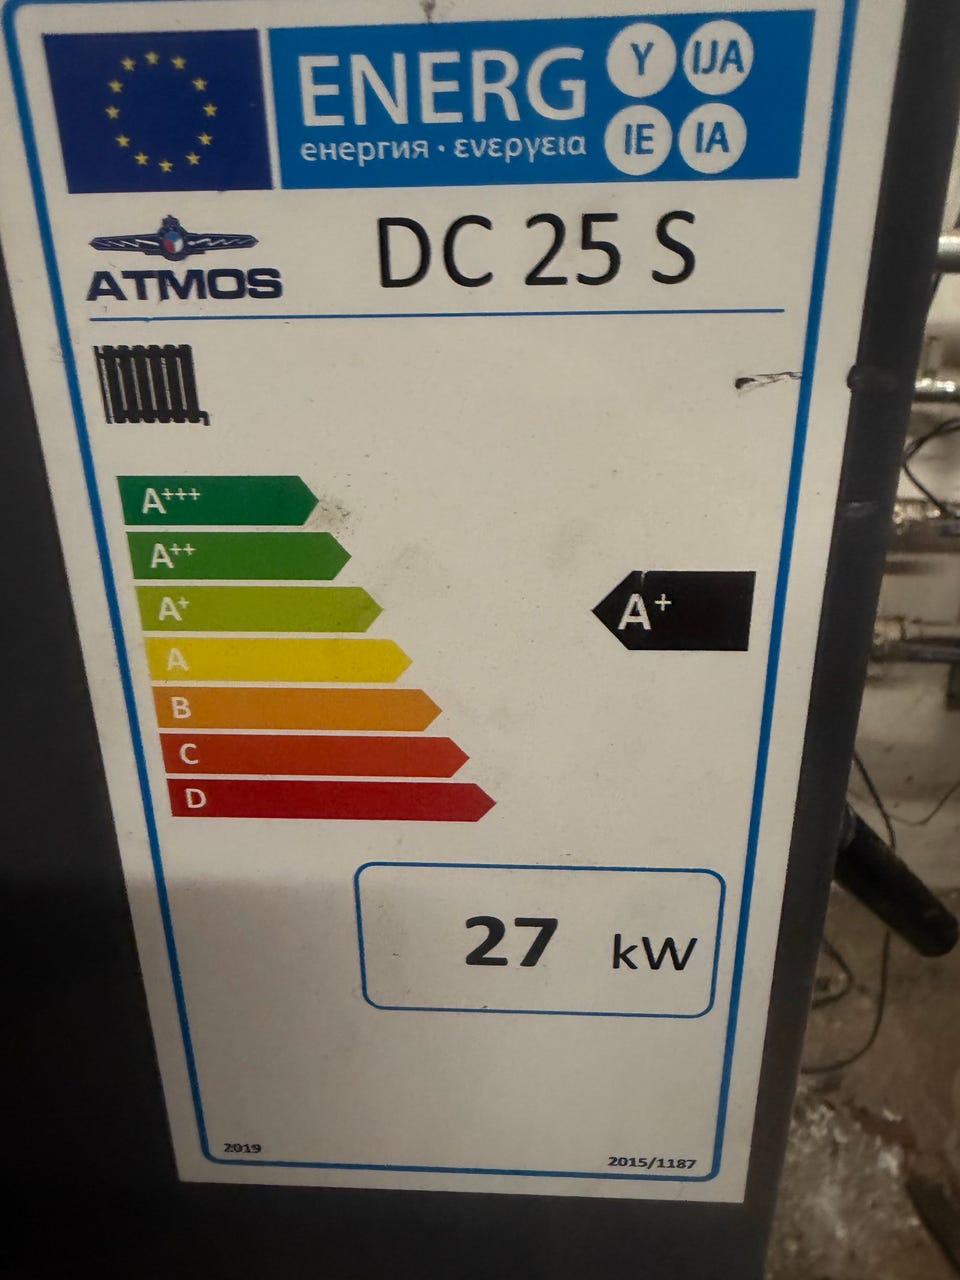 ENERG Y IJA
енергия · ενεργεια IE IA
ATMOS DC 25 S
A+++
A++
A+
A+
A
B
C
D
27 kW
2019
2015/1187